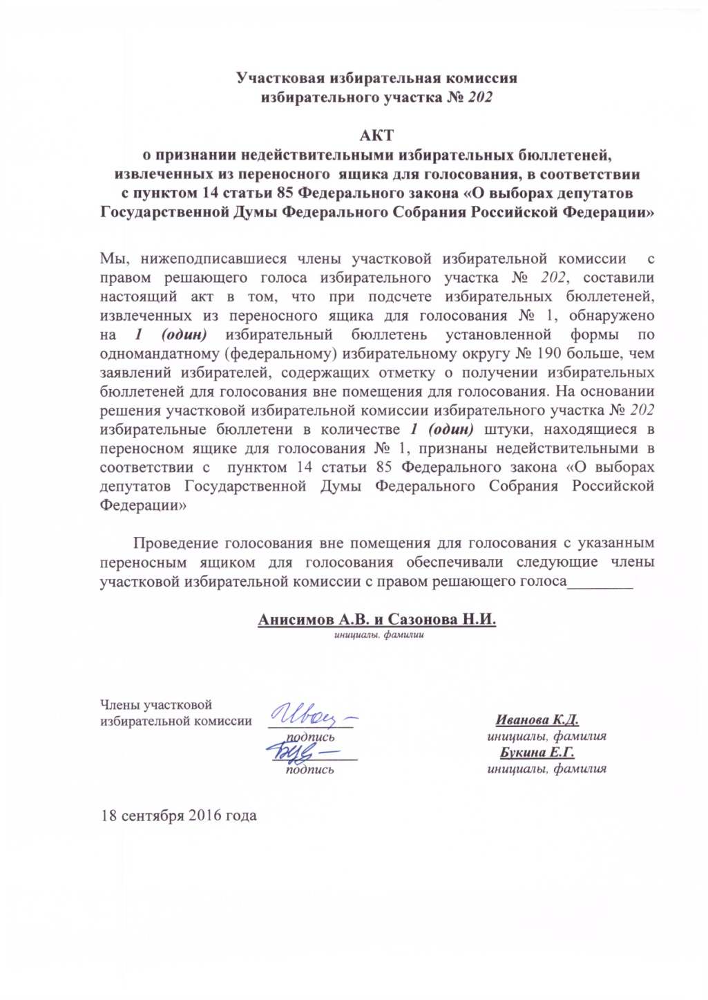 Участковая избирательная комиссия
избирательного участка № 202
АКТ
о признании недействительными избирательных бюллетеней,
извлеченных из переносного ящика для голосования, в соответствии
с пунктом 14 статьи 85 Федерального закона «О выборах депутатов
Государственной Думы Федерального Собрания Российской Федерации»
Мы, нижеподписавшиеся члены участковой избирательной комиссии с
правом решающего голоса избирательного участка № 202, составили
настоящий акт в том, что при подсчете избирательных бюллетеней,
извлеченных из переносного ящика для голосования № 1, обнаружено
на 1 (один) избирательный бюллетень установленной формы по
одномандатному (федеральному) избирательному округу № 190 больше, чем
заявлений избирателей, содержащих отметку о получении избирательных
бюллетеней для голосования вне помещения для голосования. На основании
решения участковой избирательной комиссии избирательного участка № 202
избирательные бюллетени в количестве 1 (один) штуки, находящиеся в
переносном ящике для голосования № 1, признаны недействительными в
соответствии с пунктом 14 статьи 85 Федерального закона «О выборах
депутатов Государственной Думы Федерального Собрания Российской
Федерации»
Проведение голосования вне помещения для голосования с указанным
переносным ящиком для голосования обеспечивали следующие члены
участковой избирательной комиссии с правом решающего голоса________
Анисимов А.В. и Сазонова Н.И.
инициалы, фамилии
Члены участковой
избирательной комиссии Иванова К.Д.
подпись инициалы, фамилия
Букина Е.Г.
подпись инициалы, фамилия
18 сентября 2016 года